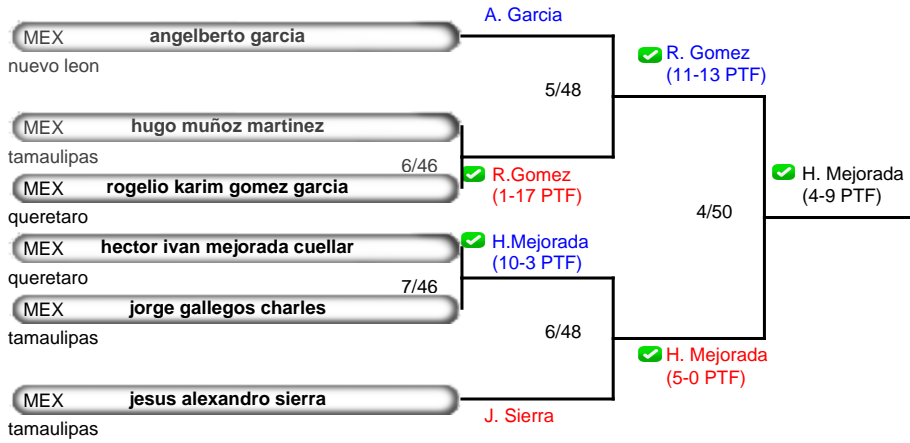 A. Garcia
MEX angelberto garcia
nuevo leon
R. Gomez
(11-13 PTF)
5/48
MEX hugo muñoz martinez
tamaulipas
6/46
R.Gomez
(1-17 PTF)
MEX rogelio karim gomez garcia
queretaro
H. Mejorada
(4-9 PTF)
4/50
MEX hector ivan mejorada cuellar
queretaro
H.Mejorada
(10-3 PTF)
7/46
MEX jorge gallegos charles
tamaulipas
6/48
H. Mejorada
(5-0 PTF)
MEX jesus alexandro sierra
tamaulipas
J. Sierra